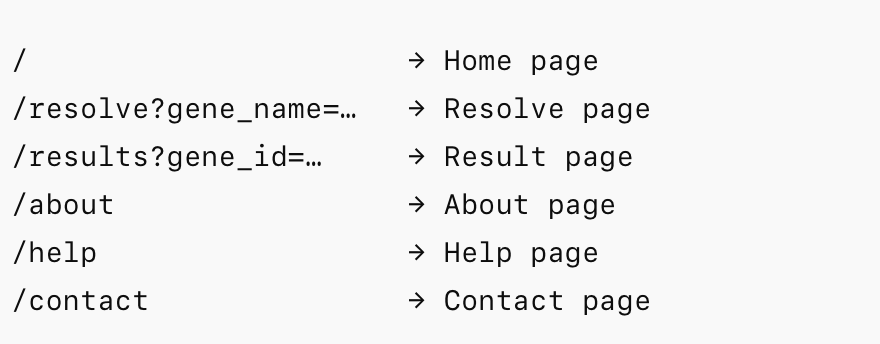 / → Home page
/resolve?gene_name=… → Resolve page
/results?gene_id=… → Result page
/about → About page
/help → Help page
/contact → Contact page